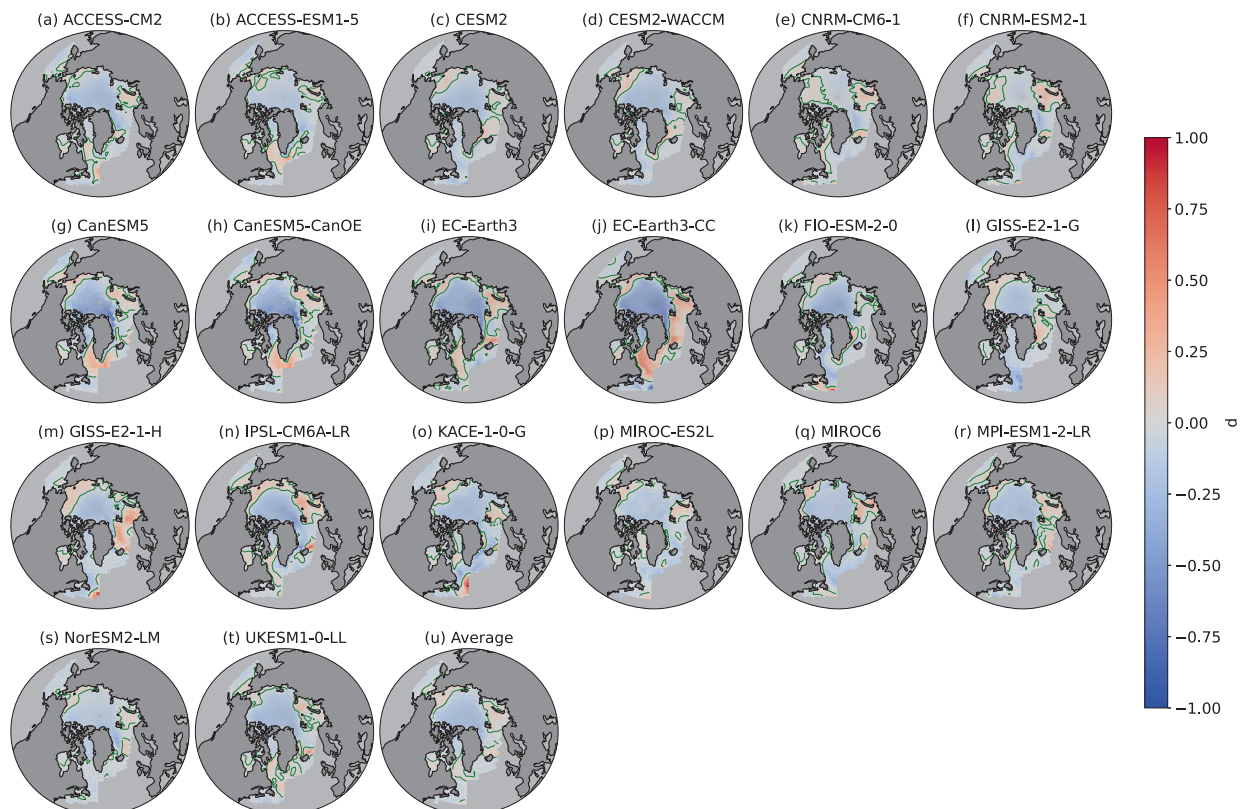 (a) ACCESS-CM2 (b) ACCESS-ESM1-5 (c) CESM2 (d) CESM2-WACCM (e) CNRM-CM6-1 (f) CNRM-ESM2-1
(g) CanESM5 (h) CanESM5-CanOE (i) EC-Earth3 (j) EC-Earth3-CC (k) FIO-ESM-2-0 (l) GISS-E2-1-G
(m) GISS-E2-1-H (n) IPSL-CM6A-LR (o) KACE-1-0-G (p) MIROC-ES2L (q) MIROC6 (r) MPI-ESM1-2-LR
(s) NorESM2-LM (t) UKESM1-0-LL (u) Average
1.00
0.75
0.50
0.25
0.00
−0.25
−0.50
−0.75
−1.00
d